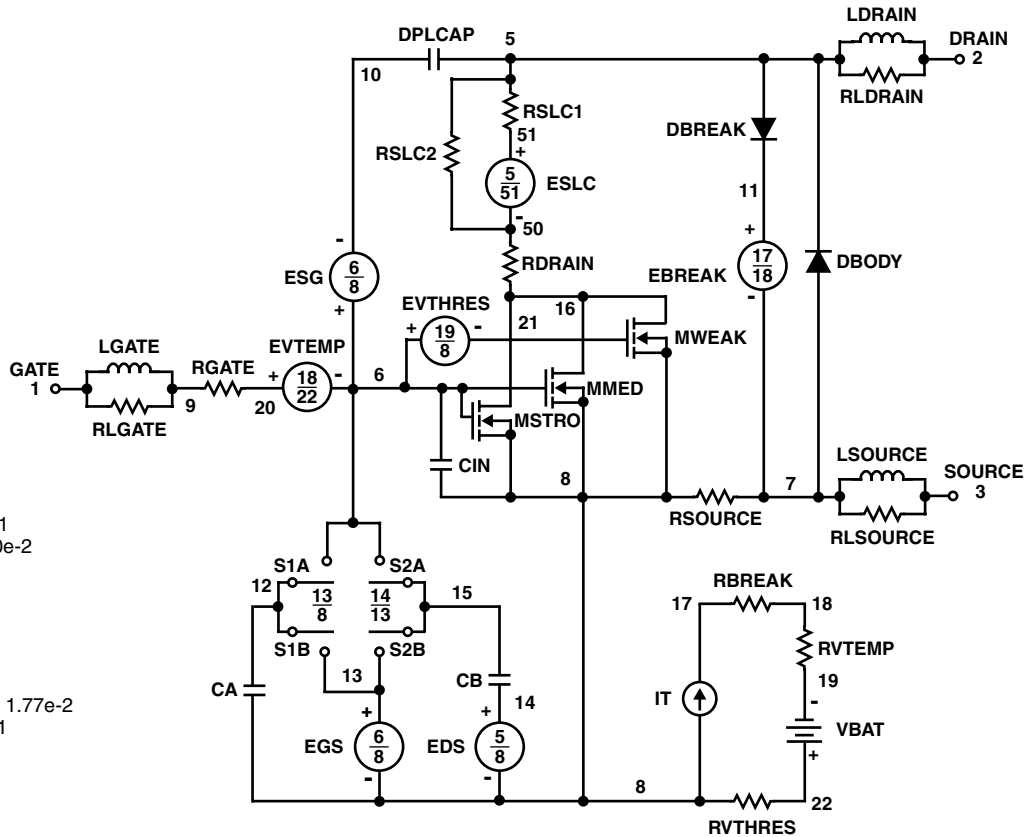 LDRAIN
DPLCAP
5
DRAIN
2
10
RLDRAIN
RSLC1
DBREAK
51
RSLC2
+
5
51
ESLC
11
-
50
-
+
17
18
EBREAK
DBODY
RDRAIN
6
8
ESG
EVTHRES
16
-
+
21
+
19
8
-
MWEAK
LGATE
EVTEMP
GATE
1
RGATE
+
18
22
-
6
MMED
9
20
MSTRO
RLGATE
LSOURCE
CIN
8
7
SOURCE
3
RSOURCE
RLSOURCE
1
0e-2
S1A
S2A
12
13
8
14
13
15
RBREAK
17
18
S1B
S2B
RVTEMP
13
CB
19
CA
1.77e-2
1
14
IT
-
+
+
VBAT
EGS
6
8
EDS
5
8
+
-
-
8
22
RVTHRES